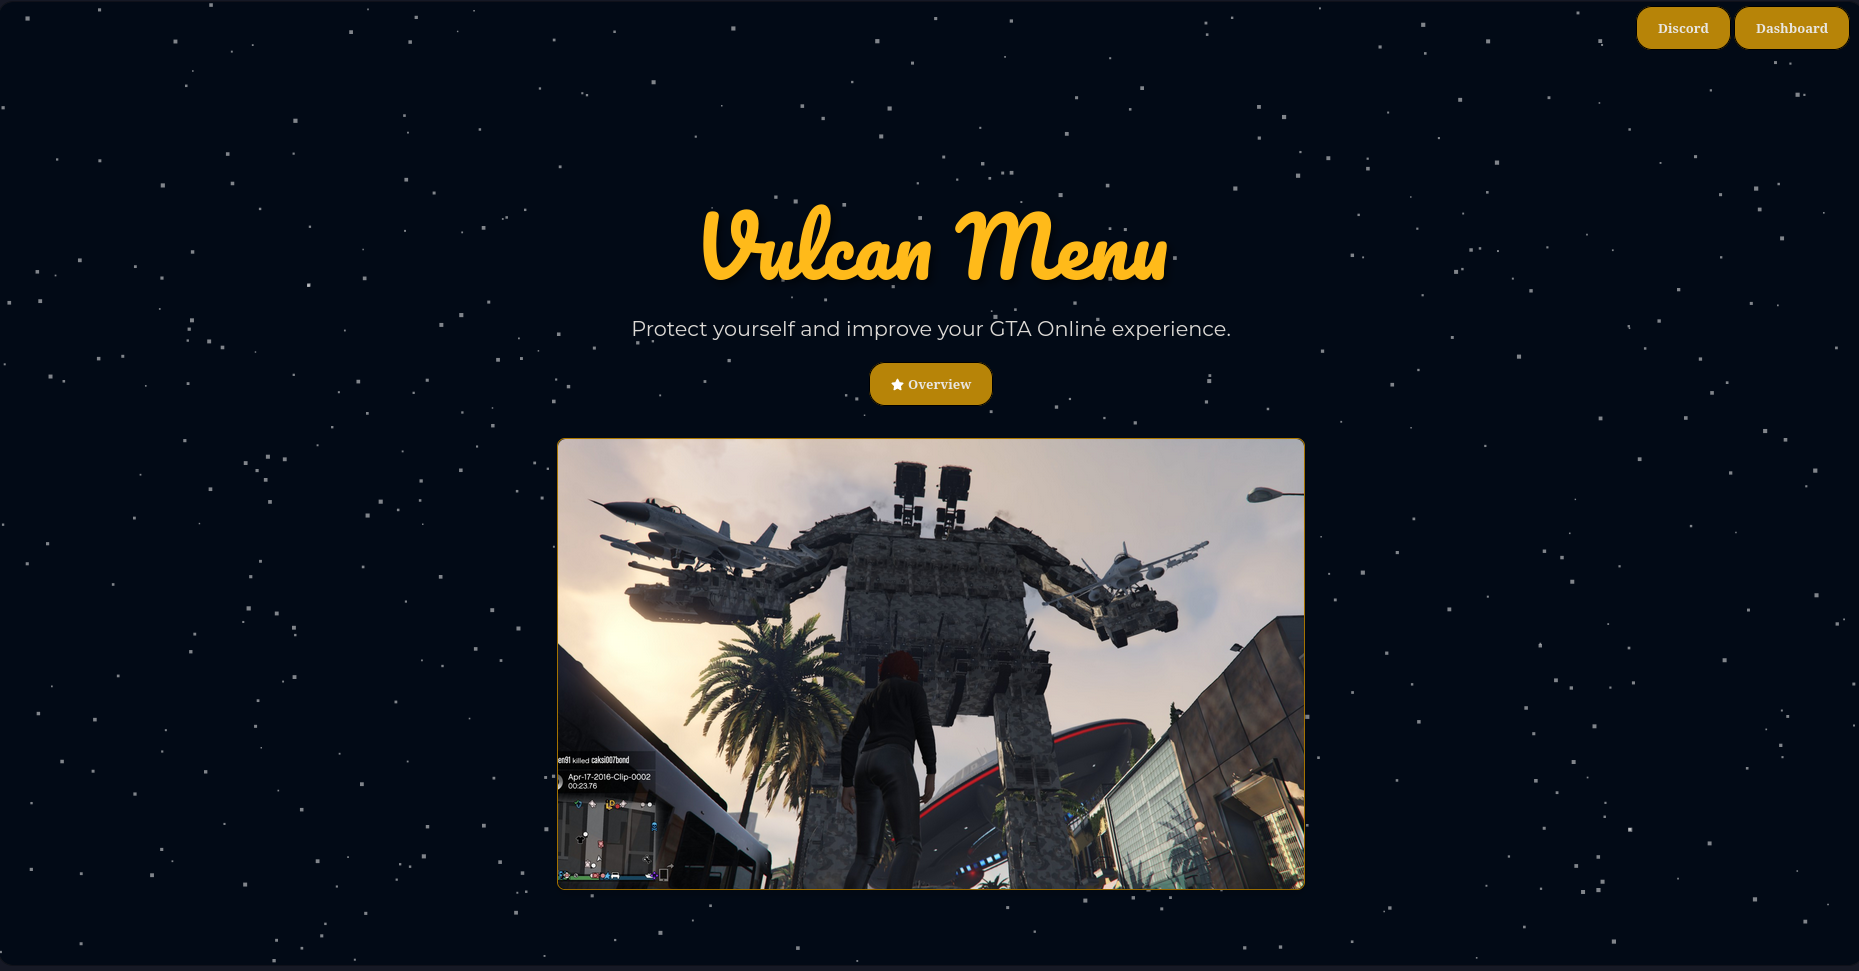 Discord
Dashboard
Vulcan Menu
Protect yourself and improve your GTA Online experience.
Overview
en91 killed caksi007bond
Apr-17-2016-Clip-0002
00:23.76